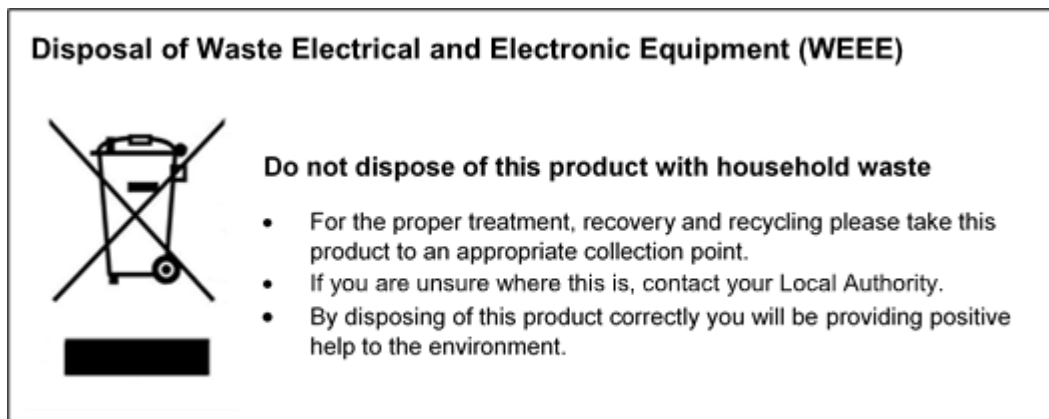 Disposal of Waste Electrical and Electronic Equipment (WEEE)
Do not dispose of this product with household waste
• For the proper treatment, recovery and recycling please take this
product to an appropriate collection point.
• If you are unsure where this is, contact your Local Authority.
• By disposing of this product correctly you will be providing positive
help to the environment.